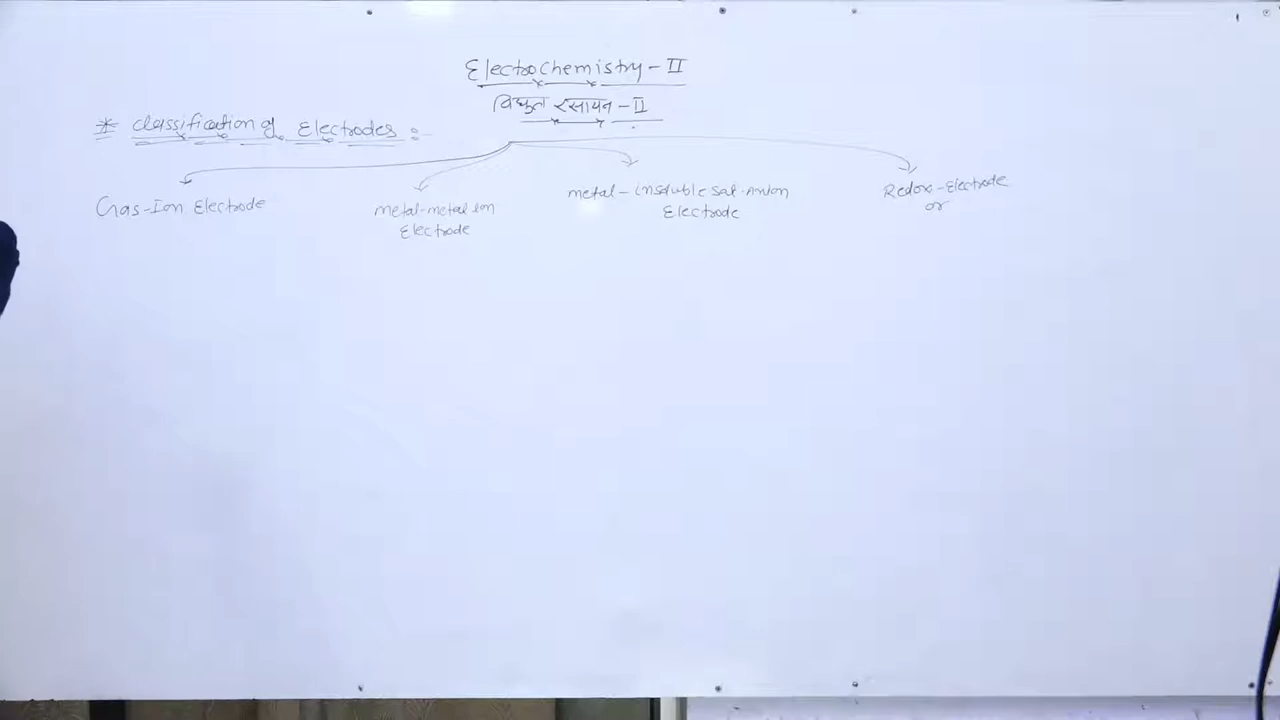 Electrochemistry - II
विद्युत रसायन - II
* Classification of Electrodes :-
Gas-Ion Electrode
metal-metal Ion
Electrode
metal-Insoluble Salt-Anion
Electrode
Redox-Electrode
or